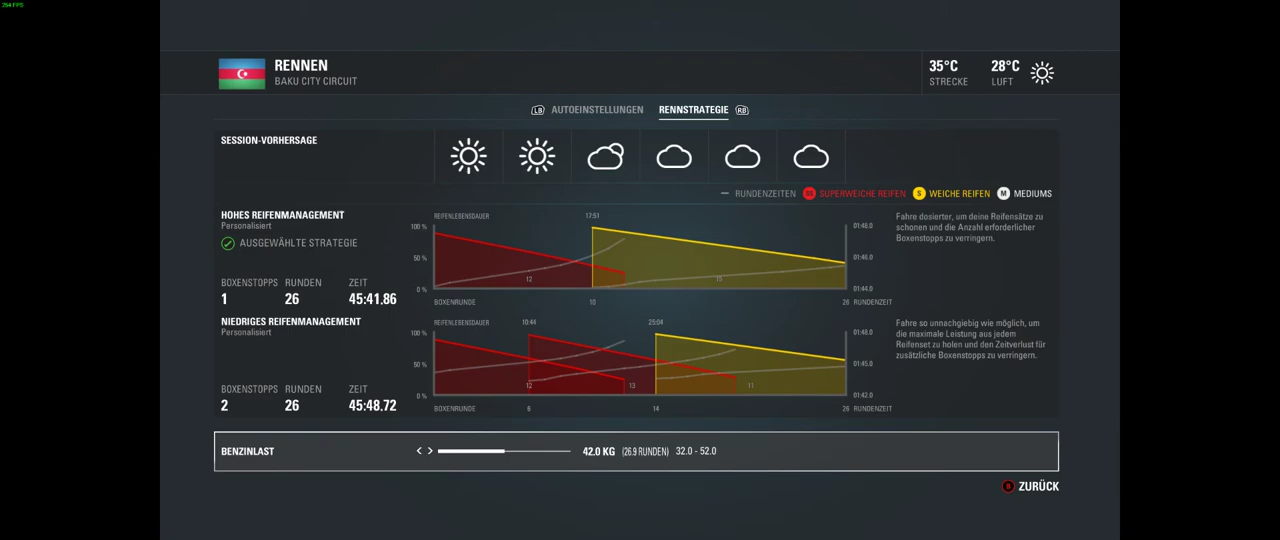 254 FPS
RENNEN
BAKU CITY CIRCUIT
35°C
STRECKE
28°C
LUFT
LB AUTOEINSTELLUNGEN RENNSTRATEGIE RB
SESSION-VORHERSAGE
RUNDENZEITEN SUPERWEICHE REIFEN S WEICHE REIFEN M MEDIUMS
HOHES REIFENMANAGEMENT
Personalisiert
AUSGEWÄHLTE STRATEGIE
BOXENSTOPPS RUNDEN ZEIT
1 26 45:41.86
REIFENLEBENSDAUER 17:51
100 % 01:48.0
50 % 01:46.0
12 15
0 % 01:44.0
BOXENRUNDE 10 26 RUNDENZEIT
Fahre dosierter, um deine Reifensätze zu
schonen und die Anzahl erforderlicher
Boxenstopps zu verringern.
NIEDRIGES REIFENMANAGEMENT
Personalisiert
BOXENSTOPPS RUNDEN ZEIT
2 26 45:48.72
REIFENLEBENSDAUER 10:44 25:04
100 % 01:48.0
50 % 01:45.0
12 13 11
0 % 01:42.0
BOXENRUNDE 6 14 26 RUNDENZEIT
Fahre so unnachgiebig wie möglich, um
die maximale Leistung aus jedem
Reifenset zu holen und den Zeitverlust für
zusätzliche Boxenstopps zu verringern.
BENZINLAST < > 42.0 KG (26.9 RUNDEN) 32.0 - 52.0
B ZURÜCK